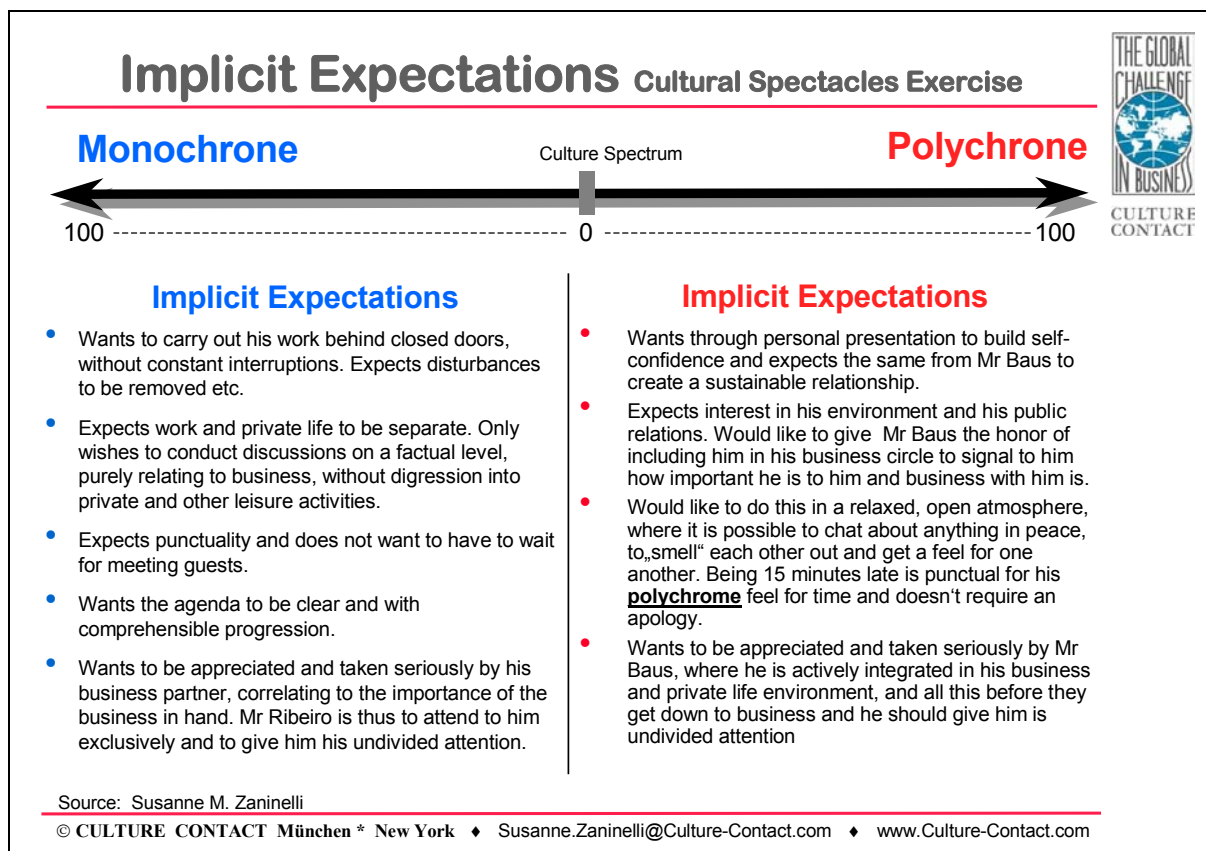 Implicit Expectations Cultural Spectacles Exercise
THE GLOBAL
CHALLENGE
IN BUSINESS
CULTURE
CONTACT
Monochrone
Culture Spectrum
Polychrone
100 ---------------------------------------------------------- 0 ------------------------------------------------------- 100
Implicit Expectations
• Wants to carry out his work behind closed doors,
without constant interruptions. Expects disturbances
to be removed etc.
• Expects work and private life to be separate. Only
wishes to conduct discussions on a factual level,
purely relating to business, without digression into
private and other leisure activities.
• Expects punctuality and does not want to have to wait
for meeting guests.
• Wants the agenda to be clear and with
comprehensible progression.
• Wants to be appreciated and taken seriously by his
business partner, correlating to the importance of the
business in hand. Mr Ribeiro is thus to attend to him
exclusively and to give him his undivided attention.
Implicit Expectations
• Wants through personal presentation to build self-
confidence and expects the same from Mr Baus to
create a sustainable relationship.
• Expects interest in his environment and his public
relations. Would like to give Mr Baus the honor of
including him in his business circle to signal to him
how important he is to him and business with him is.
• Would like to do this in a relaxed, open atmosphere,
where it is possible to chat about anything in peace,
to„smell“ each other out and get a feel for one
another. Being 15 minutes late is punctual for his
polychrome feel for time and doesn‘t require an
apology.
• Wants to be appreciated and taken seriously by Mr
Baus, where he is actively integrated in his business
and private life environment, and all this before they
get down to business and he should give him is
undivided attention
Source: Susanne M. Zaninelli
© CULTURE CONTACT München * New York ♦ Susanne.Zaninelli@Culture-Contact.com ♦ www.Culture-Contact.com